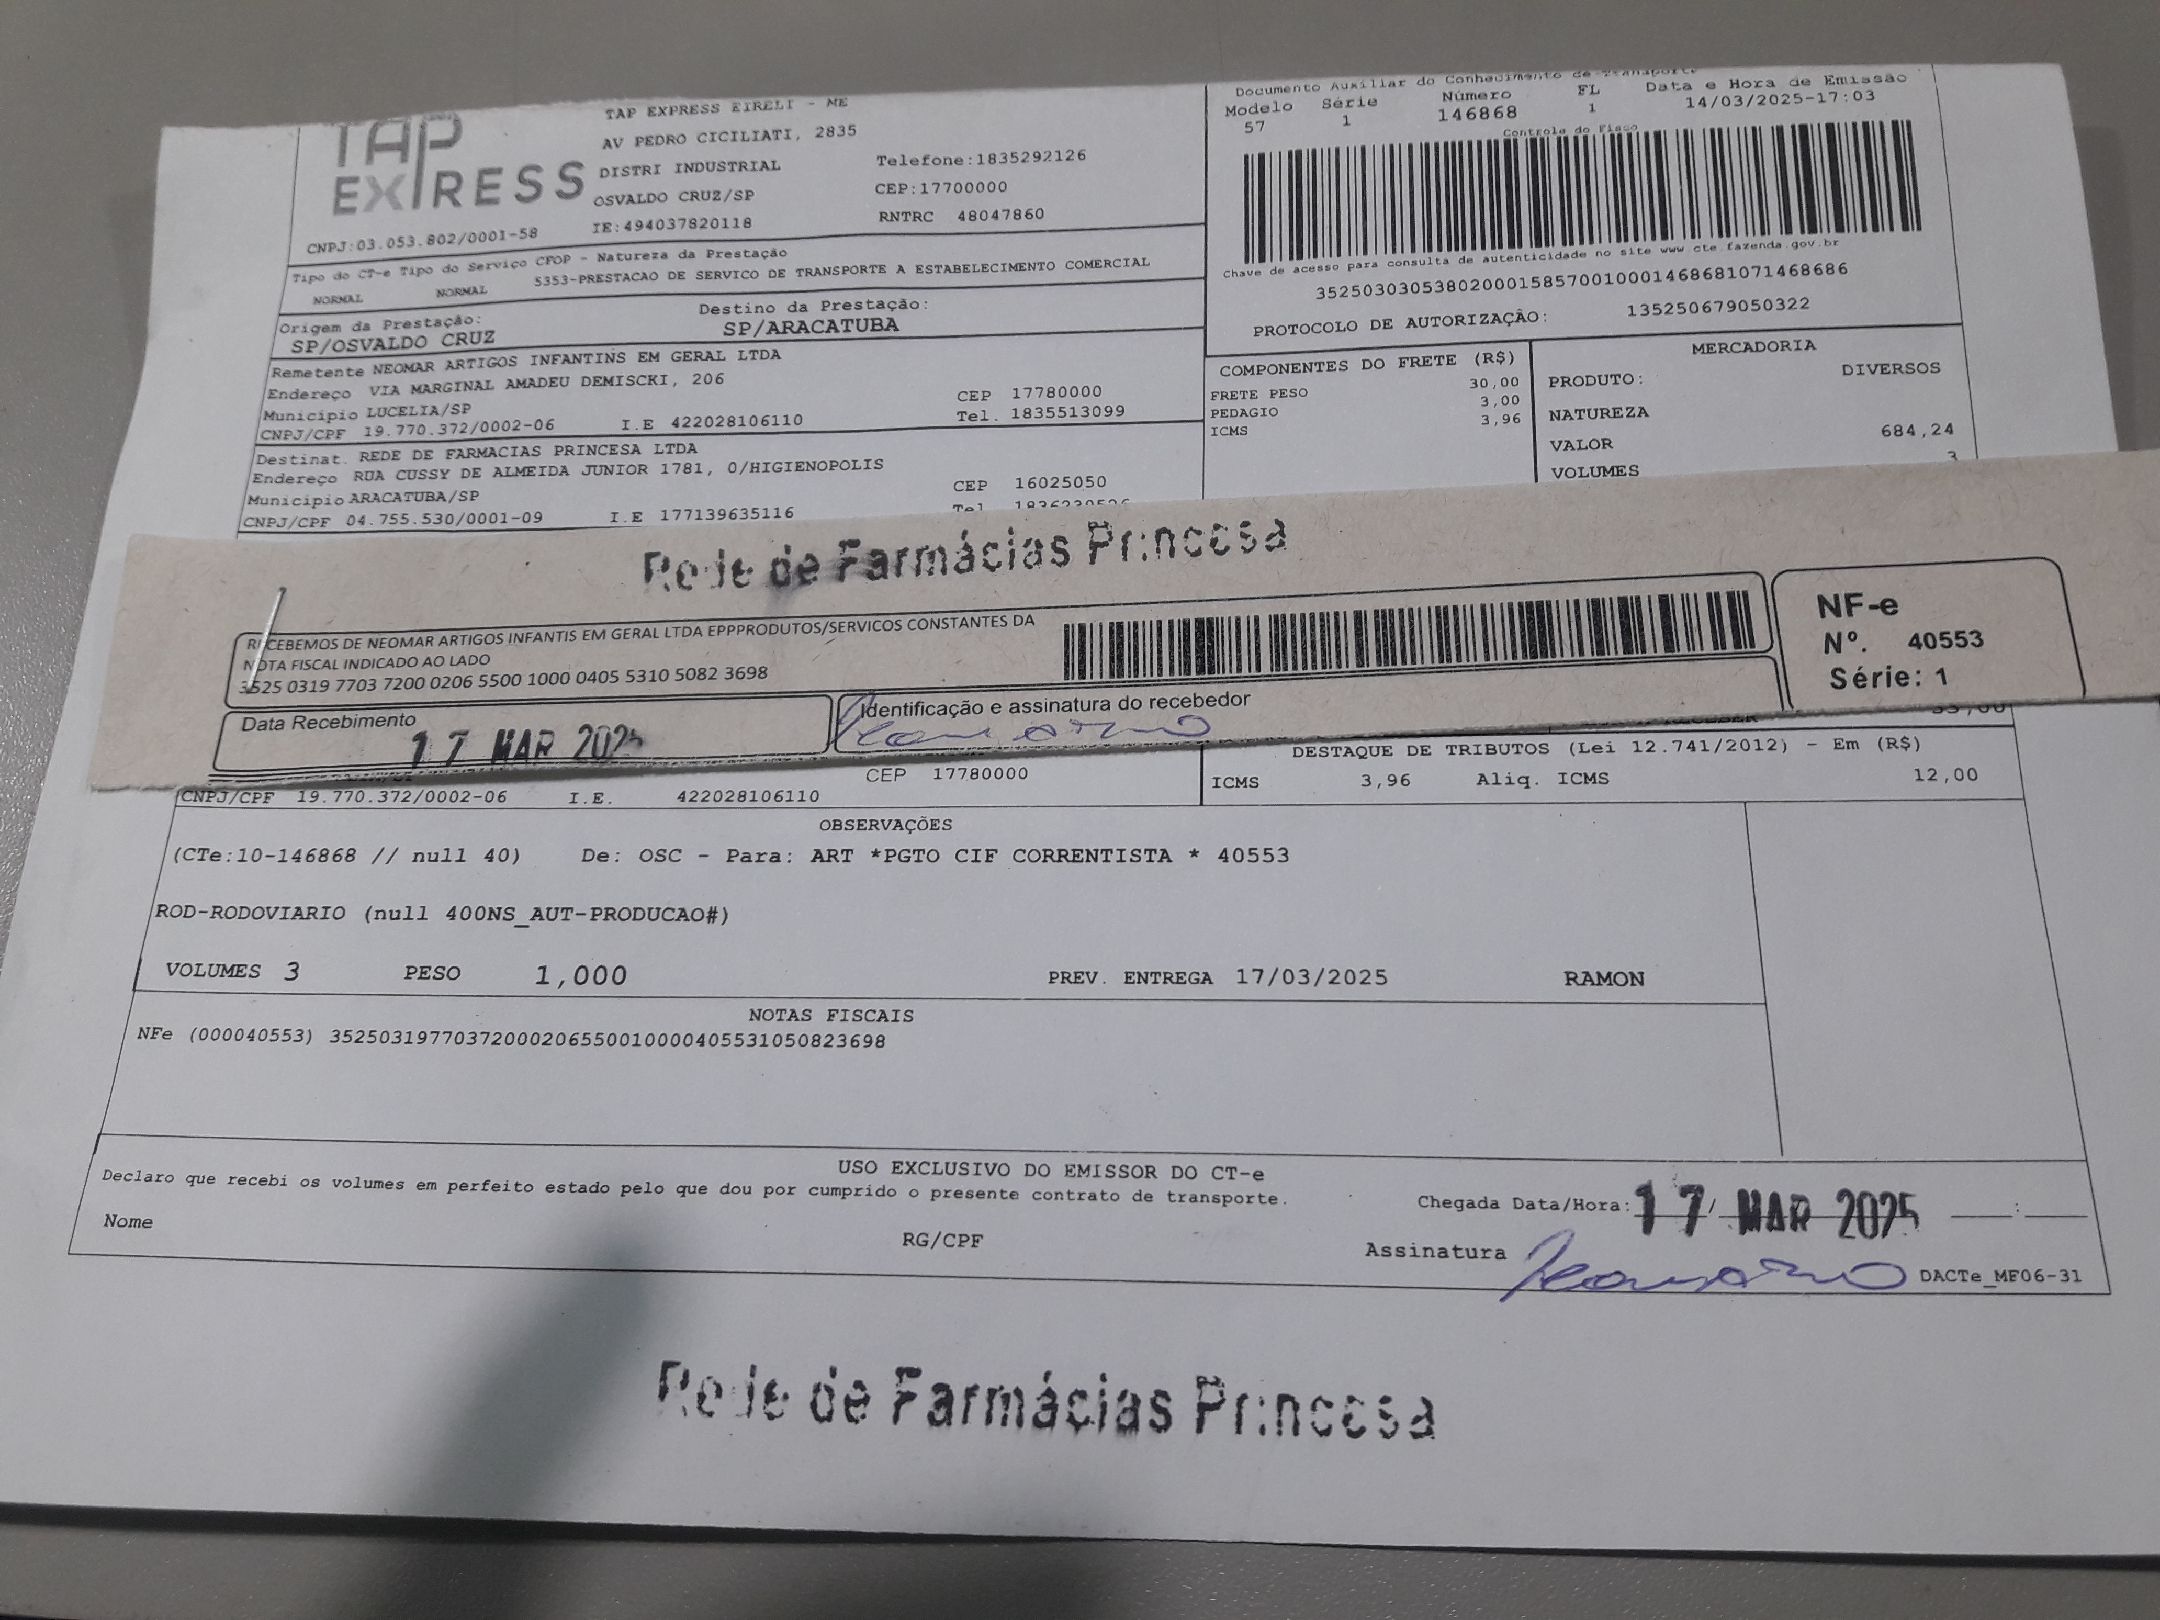 TAP
EXPRESS
TAP EXPRESS EIRELI - ME
AV PEDRO CICILIATI, 2835
DISTRI INDUSTRIAL
Telefone:1835292126
OSVALDO CRUZ/SP
CEP:17700000
CNPJ:03.053.802/0001-58
IE:494037820118
RNTRC 48047860
Documento Auxiliar do Conhecimento de Transporte
Modelo Série Número FL Data e Hora de Emissão
57 1 146868 1 14/03/2025-17:03
Controle do Fisco
Chave de acesso para consulta de autenticidade no site www.cte.fazenda.gov.br
35250303053802000158570010001468681071468686
PROTOCOLO DE AUTORIZAÇÃO: 135250679050322
Tipo do CT-e Tipo do Serviço CFOP - Natureza da Prestação
NORMAL NORMAL 5353-PRESTACAO DE SERVICO DE TRANSPORTE A ESTABELECIMENTO COMERCIAL
Origem da Prestação: Destino da Prestação:
SP/OSVALDO CRUZ SP/ARACATUBA
Remetente NEOMAR ARTIGOS INFANTINS EM GERAL LTDA
Endereço VIA MARGINAL AMADEU DEMISCKI, 206
Municipio LUCELIA/SP CEP 17780000
CNPJ/CPF 19.770.372/0002-06 I.E 422028106110 Tel. 1835513099
Destinat. REDE DE FARMACIAS PRINCESA LTDA
Endereço RUA CUSSY DE ALMEIDA JUNIOR 1781, 0/HIGIENOPOLIS
Municipio ARACATUBA/SP CEP 16025050
CNPJ/CPF 04.755.530/0001-09 I.E 177139635116 Tel
COMPONENTES DO FRETE (R$)
FRETE PESO 30,00
PEDAGIO 3,00
ICMS 3,96
MERCADORIA
PRODUTO: DIVERSOS
NATUREZA
VALOR 684,24
VOLUMES 3
Rede de Farmácias Princesa
RECEBEMOS DE NEOMAR ARTIGOS INFANTIS EM GERAL LTDA EPPPRODUTOS/SERVICOS CONSTANTES DA
NOTA FISCAL INDICADO AO LADO
3525 0319 7703 7200 0206 5500 1000 0405 5310 5082 3698
NF-e
Nº. 40553
Série: 1
Data Recebimento
17 MAR 2025
Identificação e assinatura do recebedor
CEP 17780000
CNPJ/CPF 19.770.372/0002-06 I.E. 422028106110
DESTAQUE DE TRIBUTOS (Lei 12.741/2012) - Em (R$)
ICMS 3,96 Aliq. ICMS 12,00
OBSERVAÇÕES
(CTe:10-146868 // null 40) De: OSC - Para: ART *PGTO CIF CORRENTISTA * 40553
ROD-RODOVIARIO (null 400NS_AUT-PRODUCAO#)
VOLUMES 3 PESO 1,000 PREV. ENTREGA 17/03/2025 RAMON
NOTAS FISCAIS
NFe (000040553) 35250319770372000206550010000405531050823698
USO EXCLUSIVO DO EMISSOR DO CT-e
Declaro que recebi os volumes em perfeito estado pelo que dou por cumprido o presente contrato de transporte.
Chegada Data/Hora: 17 / MAR 2025 :
Nome RG/CPF
Assinatura
DACTe_MF06-31
Rede de Farmácias Princesa